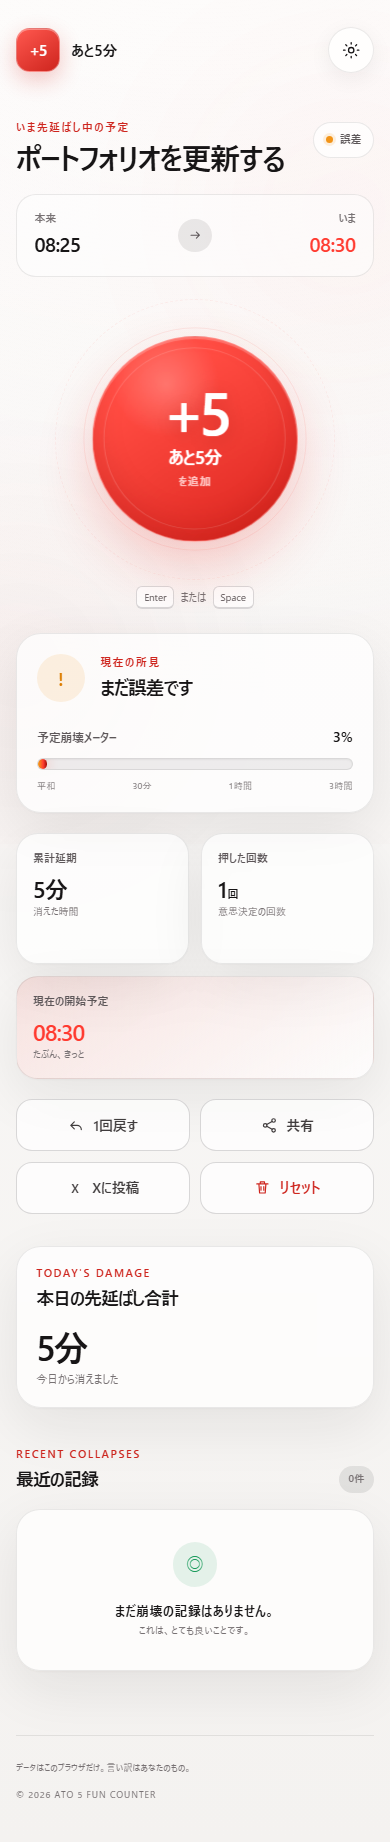 +5 あと5分
いま先延ばし中の予定
ポートフォリオを更新する
誤差
本来 いま
08:25 → 08:30
+5
あと5分
を追加
Enter または Space
!
現在の所見
まだ誤差です
予定崩壊メーター 3%
平和 30分 1時間 3時間
累計延期
5分
消えた時間
押した回数
1回
意思決定の回数
現在の開始予定
08:30
たぶん、きっと
1回戻す
共有
X Xに投稿
リセット
TODAY'S DAMAGE
本日の先延ばし合計
5分
今日から消えました
RECENT COLLAPSES
最近の記録
0件
◎
まだ崩壊の記録はありません。
これは、とても良いことです。
データはこのブラウザだけ。言い訳はあなたのもの。
© 2026 ATO 5 FUN COUNTER